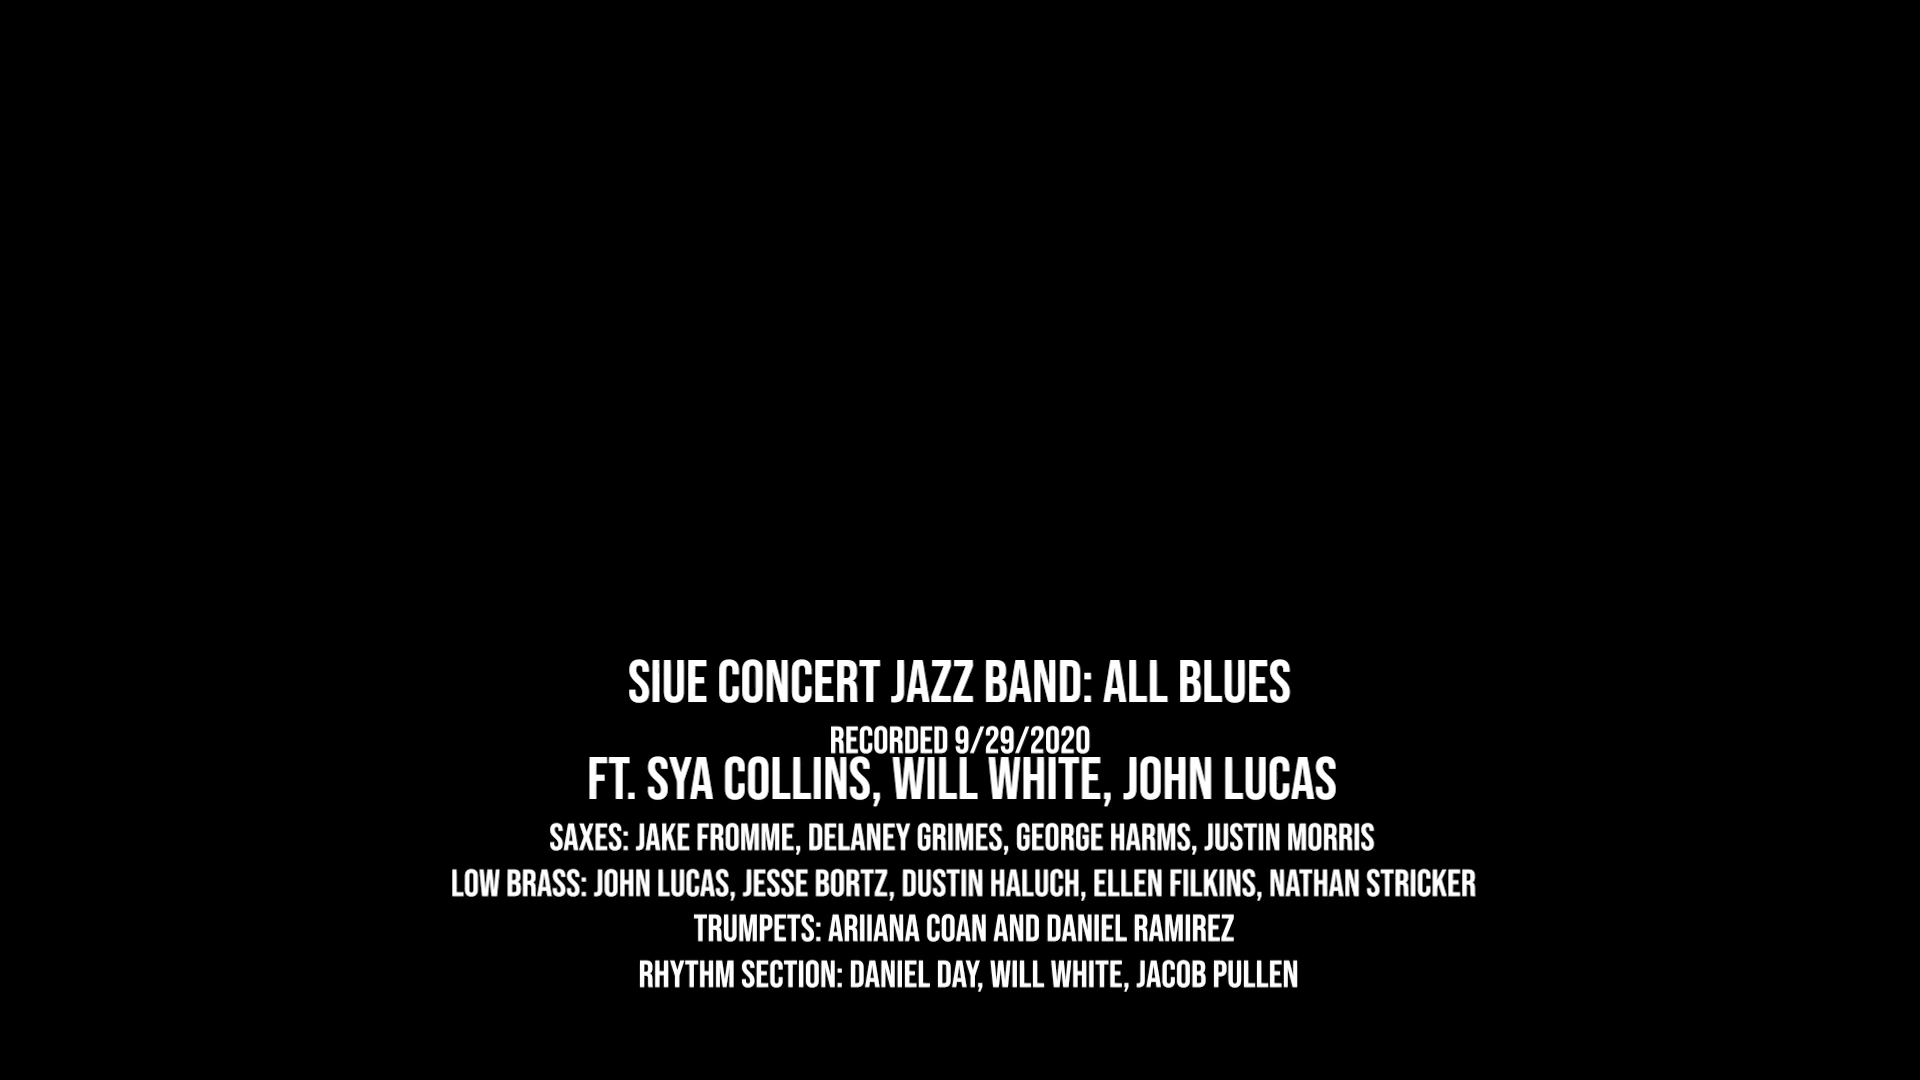 SIUE CONCERT JAZZ BAND: ALL BLUES
RECORDED 9/29/2020
FT. SYA COLLINS, WILL WHITE, JOHN LUCAS
SAXES: JAKE FROMME, DELANEY GRIMES, GEORGE HARMS, JUSTIN MORRIS
LOW BRASS: JOHN LUCAS, JESSE BORTZ, DUSTIN HALUCH, ELLEN FILKINS, NATHAN STRICKER
TRUMPETS: ARIIANA COAN AND DANIEL RAMIREZ
RHYTHM SECTION: DANIEL DAY, WILL WHITE, JACOB PULLEN